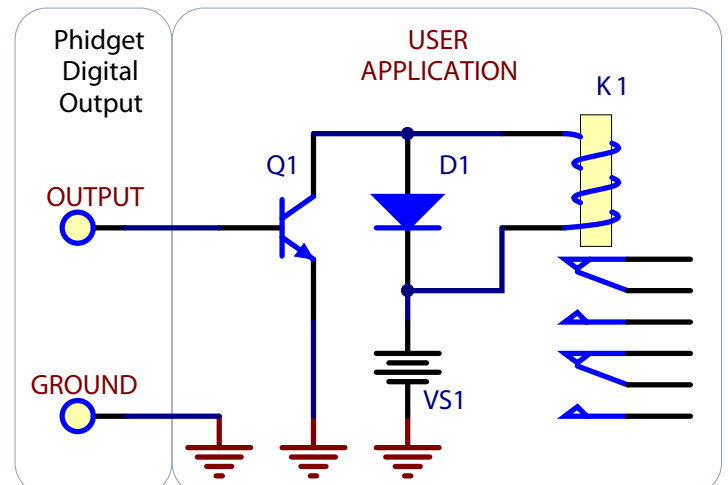 Phidget
Digital
Output
USER
APPLICATION
K1
Q1
D1
OUTPUT
GROUND
VS1